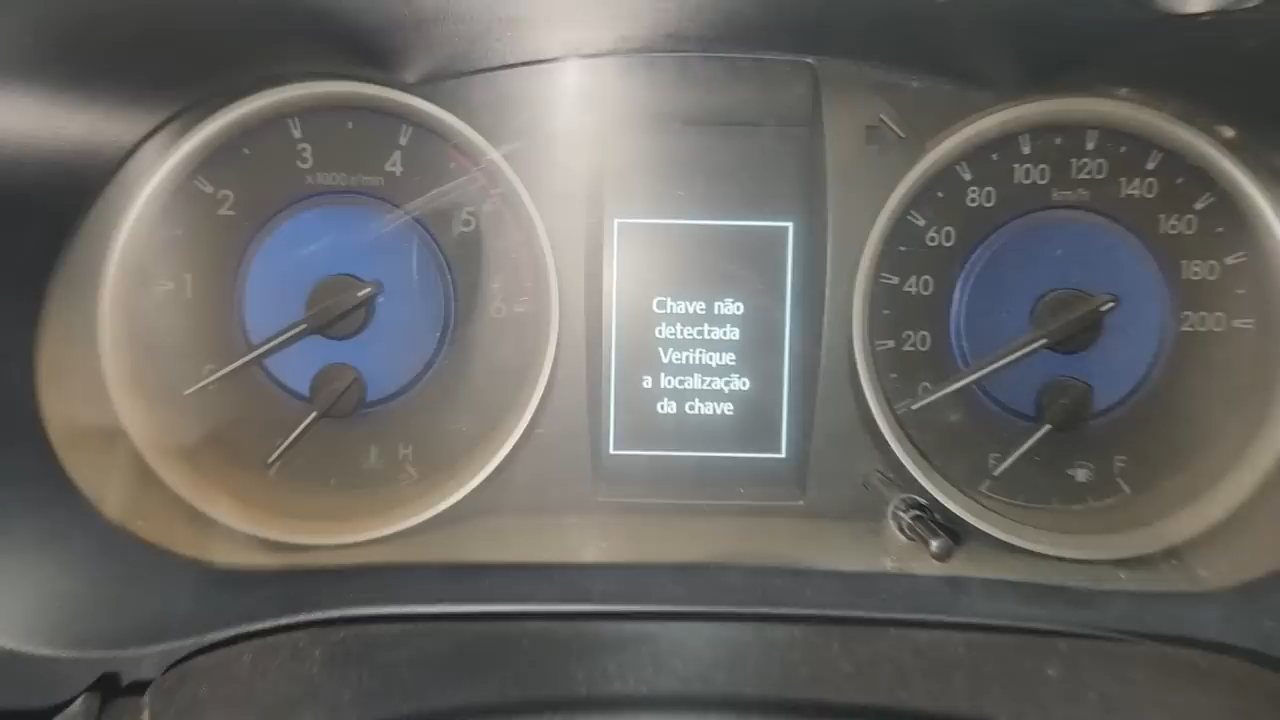 3
4
x1000 r/min
2
5
1
6
0
H
Chave não
detectada
Verifique
a localização
da chave
100
120
80
140
km/h
60
160
40
180
20
200
0
E
F